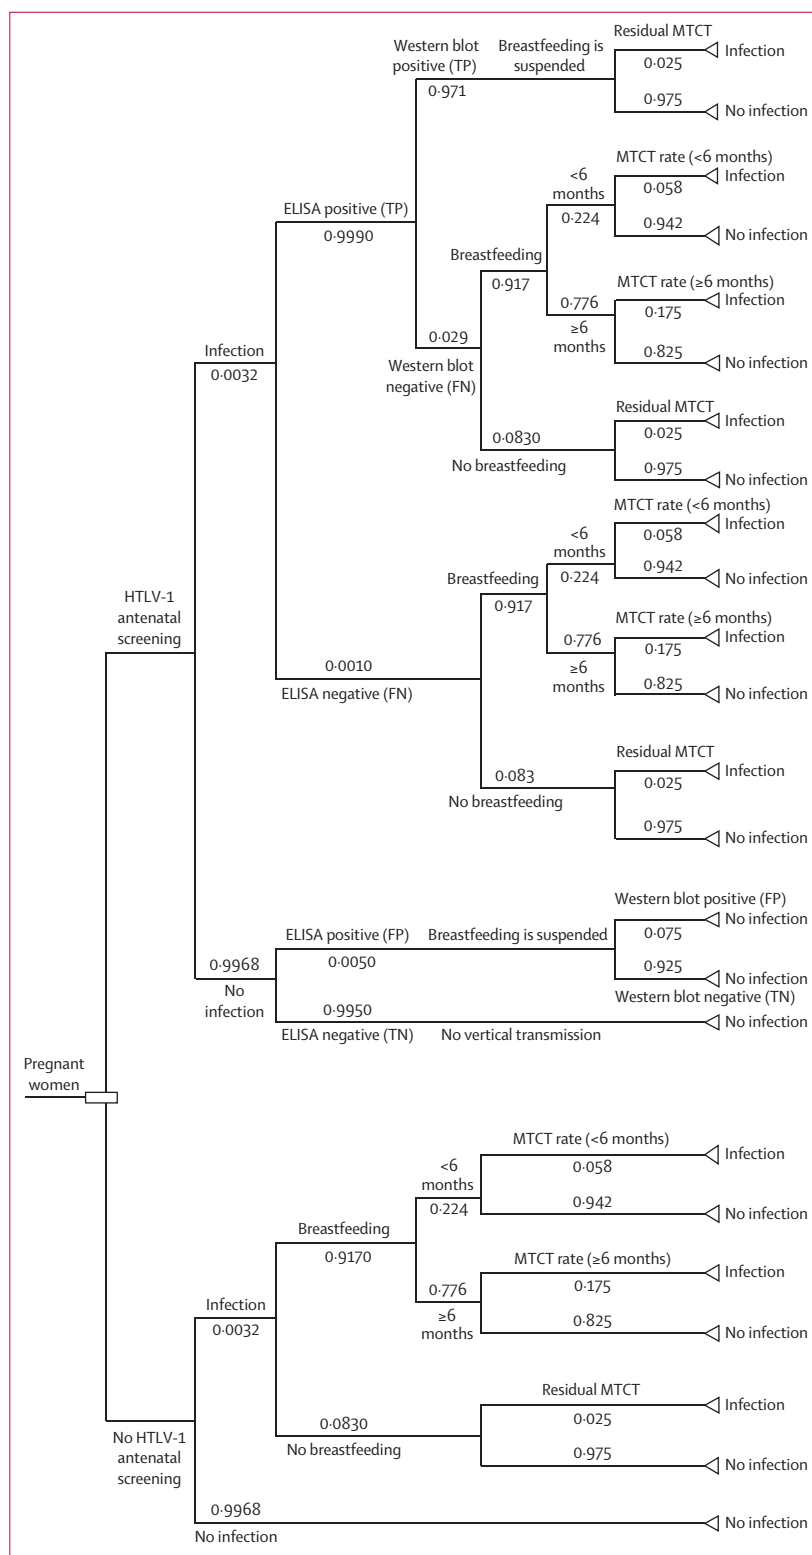 Residual MTCT
Western blot
positive (TP)
Breastfeeding is
suspended
Infection
0·025
0·971
0·975
No infection
MTCT rate (<6 months)
<6
months
Infection
0·058
ELISA positive (TP)
0·224
0·942
0·9990
No infection
Breastfeeding
0·917
MTCT rate (≥6 months)
0·776
Infection
0·175
≥6
months
0·029
0·825
Infection
0·0032
Western blot
negative (FN)
No infection
Residual MTCT
Infection
0·0830
0·025
No breastfeeding
0·975
No infection
MTCT rate (<6 months)
<6
months
Infection
0·058
Breastfeeding
0·224
0·942
No infection
0·917
HTLV-1
antenatal
screening
MTCT rate (≥6 months)
0·776
Infection
0·175
0·0010
≥6
months
0·825
ELISA negative (FN)
No infection
Residual MTCT
0·083
Infection
No breastfeeding
0·025
0·975
No infection
Western blot positive (FP)
ELISA positive (FP)
Breastfeeding is suspended
No infection
0·075
0·9968
0·0050
0·925
No infection
No
infection
Western blot negative (TN)
0·9950
No infection
ELISA negative (TN)
No vertical transmission
Pregnant
women
MTCT rate (<6 months)
<6
months
Infection
0·058
0·224
0·942
No infection
Breastfeeding
0·9170
MTCT rate (≥6 months)
0·776
Infection
0·175
≥6
months
Infection
0·0032
0·825
No infection
Residual MTCT
Infection
0·0830
0·025
No HTLV-1
antenatal
screening
No breastfeeding
0·975
No infection
0·9968
No infection
No infection